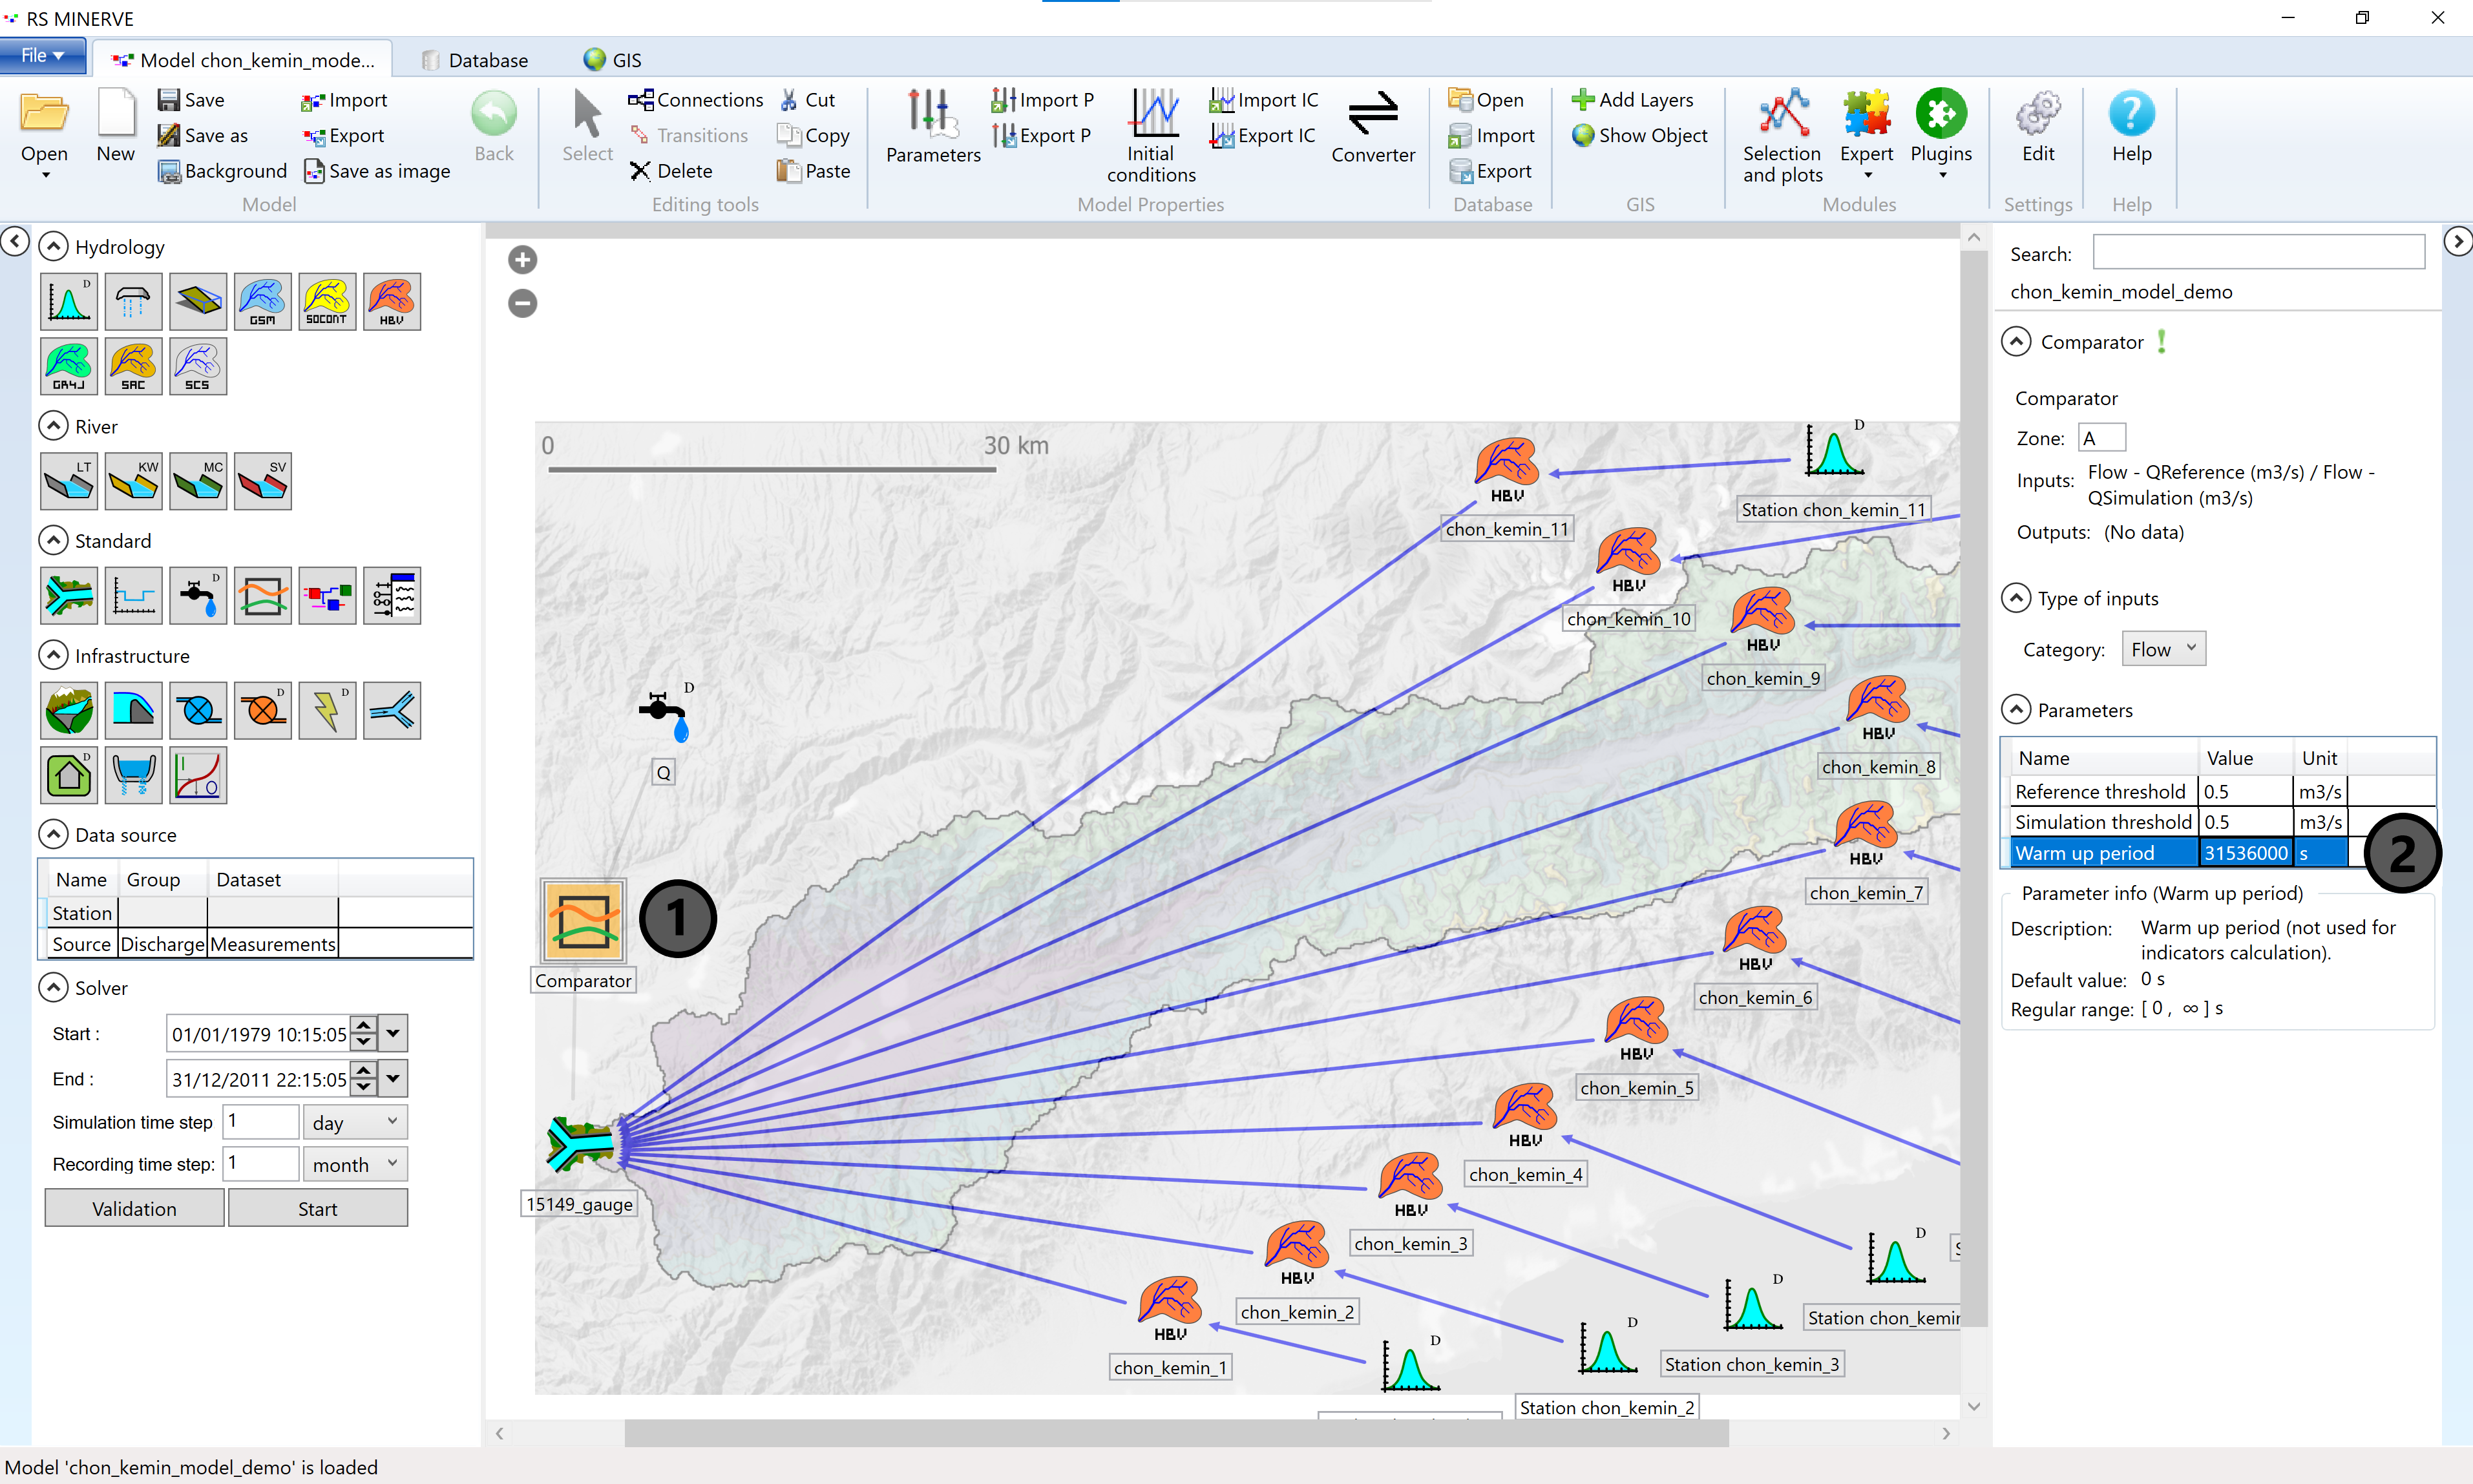 RS MINERVE
File
Model chon_kemin_mode...
Database
GIS
Open
New
Save
Save as
Background
Import
Export
Save as image
Back
Model
Select
Connections
Transitions
Delete
Cut
Copy
Paste
Editing tools
Parameters
Import P
Export P
Initial
conditions
Import IC
Export IC
Converter
Model Properties
Open
Import
Export
Database
Add Layers
Show Object
GIS
Selection
and plots
Expert
Plugins
Modules
Edit
Settings
Help
Help
Hydrology
D
GSM
SOCONT
HBV
GR4J
SAC
SCS
River
LT
KW
MC
SV
Standard
D
Infrastructure
D
D
D
I
O
Data source
Name Group Dataset
Station
Source Discharge Measurements
Solver
Start : 01/01/1979 10:15:05
End : 31/12/2011 22:15:05
Simulation time step 1 day
Recording time step: 1 month
Validation
Start
0
30 km
D
HBV
chon_kemin_11
Station chon_kemin_11
HBV
chon_kemin_10
HBV
chon_kemin_9
D
Q
HBV
chon_kemin_8
HBV
chon_kemin_7
1
Comparator
HBV
chon_kemin_6
HBV
chon_kemin_5
HBV
chon_kemin_4
15149_gauge
HBV
chon_kemin_3
D
S
HBV
chon_kemin_2
D
Station chon_kemin
HBV
chon_kemin_1
D
D
Station chon_kemin_3
Station chon_kemin_2
Search:
chon_kemin_model_demo
Comparator
Comparator
Zone: A
Inputs: Flow - QReference (m3/s) / Flow -
QSimulation (m3/s)
Outputs: (No data)
Type of inputs
Category: Flow
Parameters
Name Value Unit
Reference threshold 0.5 m3/s
Simulation threshold 0.5 m3/s
Warm up period 31536000 s
2
Parameter info (Warm up period)
Description: Warm up period (not used for
indicators calculation).
Default value: 0 s
Regular range: [ 0 , ∞ ] s
Model 'chon_kemin_model_demo' is loaded